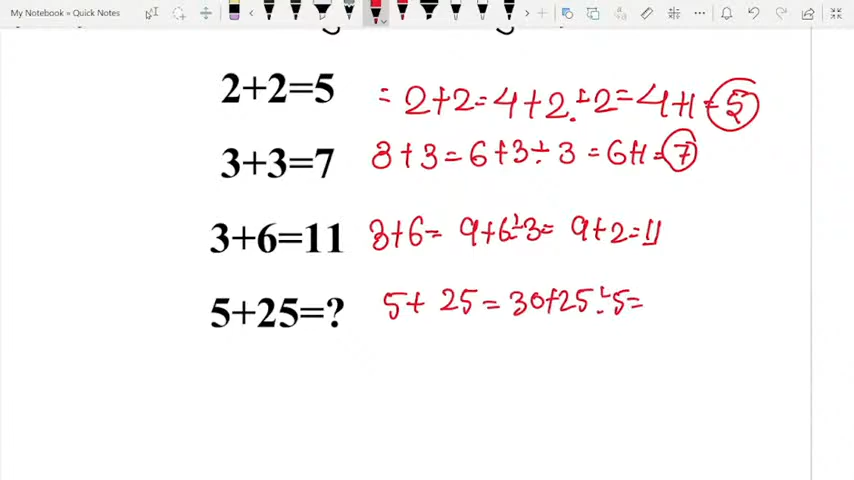 My Notebook » Quick Notes
2+2=5 = 2+2=4+2÷2=4+1=5
3+3=7 3+3=6+3÷3=6+1=7
3+6=11 3+6=9+6÷3=9+2=11
5+25=? 5+25=30+25÷5=